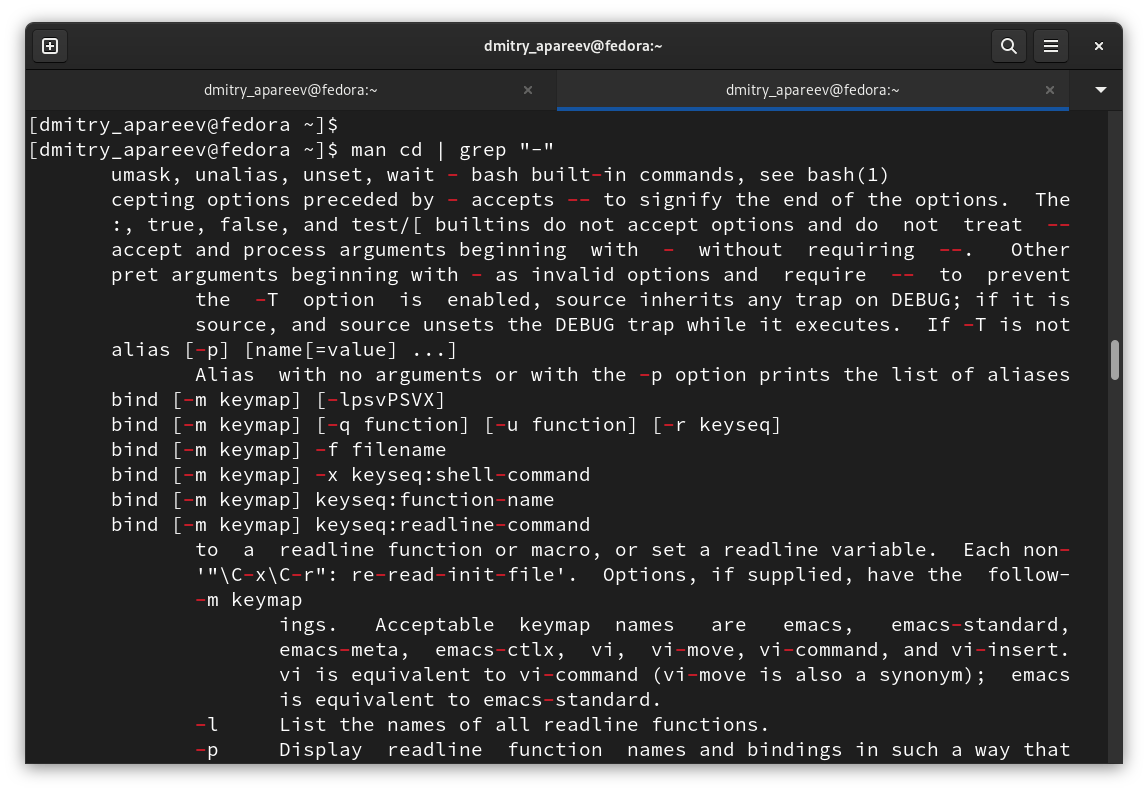 dmitry_apareev@fedora:~
dmitry_apareev@fedora:~ dmitry_apareev@fedora:~
[dmitry_apareev@fedora ~]$
[dmitry_apareev@fedora ~]$ man cd | grep "-"
umask, unalias, unset, wait - bash built-in commands, see bash(1)
cepting options preceded by - accepts -- to signify the end of the options.  The
:, true, false, and test/[ builtins do not accept options and do  not  treat  --
accept and process arguments beginning  with  -  without  requiring  --.   Other
pret arguments beginning with - as invalid options and  require  --  to  prevent
the  -T  option  is  enabled, source inherits any trap on DEBUG; if it is
source, and source unsets the DEBUG trap while it executes.  If -T is not
alias [-p] [name[=value] ...]
Alias  with no arguments or with the -p option prints the list of aliases
bind [-m keymap] [-lpsvPSVX]
bind [-m keymap] [-q function] [-u function] [-r keyseq]
bind [-m keymap] -f filename
bind [-m keymap] -x keyseq:shell-command
bind [-m keymap] keyseq:function-name
bind [-m keymap] keyseq:readline-command
to  a  readline function or macro, or set a readline variable.  Each non-
'"\C-x\C-r": re-read-init-file'.  Options, if supplied, have the  follow-
-m keymap
ings.   Acceptable  keymap  names   are   emacs,   emacs-standard,
emacs-meta,  emacs-ctlx,  vi,  vi-move, vi-command, and vi-insert.
vi is equivalent to vi-command (vi-move is also a synonym);  emacs
is equivalent to emacs-standard.
-l     List the names of all readline functions.
-p     Display  readline  function  names and bindings in such a way that